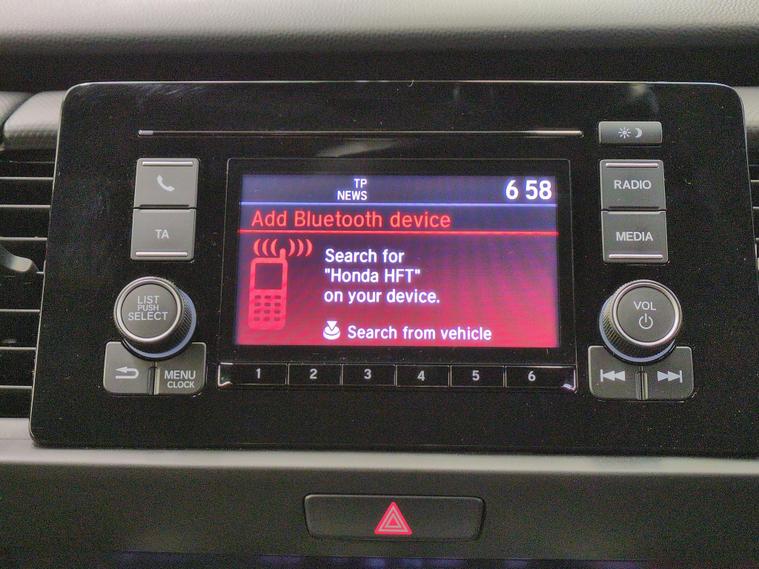 TP
NEWS
6 58
Add Bluetooth device
Search for
"Honda HFT"
on your device.
Search from vehicle
TA
LIST
PUSH
SELECT
MENU
CLOCK
1 2 3 4 5 6
RADIO
MEDIA
VOL